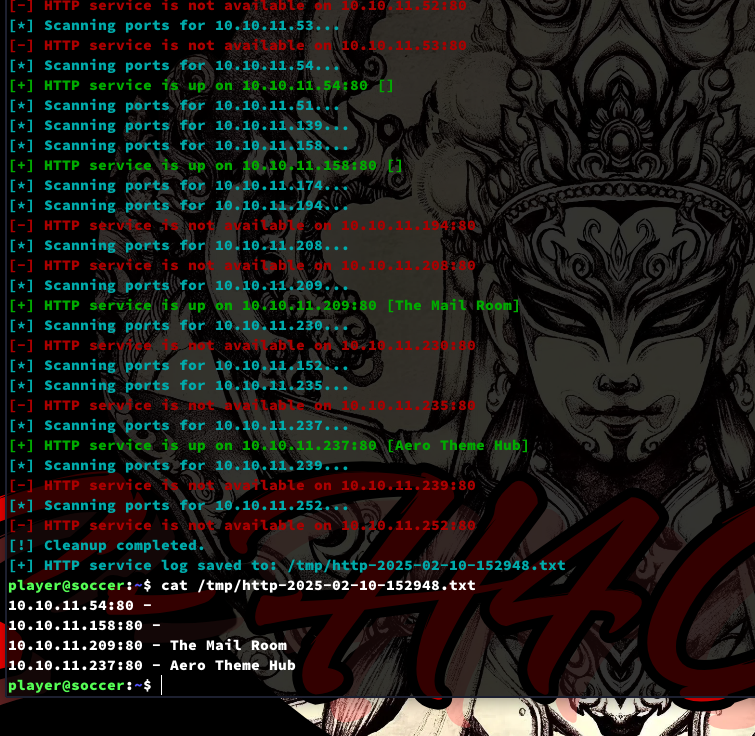 [-] HTTP service is not available on 10.10.11.52:80
[*] Scanning ports for 10.10.11.53...
[-] HTTP service is not available on 10.10.11.53:80
[*] Scanning ports for 10.10.11.54...
[+] HTTP service is up on 10.10.11.54:80 []
[*] Scanning ports for 10.10.11.51...
[*] Scanning ports for 10.10.11.139...
[*] Scanning ports for 10.10.11.158...
[+] HTTP service is up on 10.10.11.158:80 []
[*] Scanning ports for 10.10.11.174...
[*] Scanning ports for 10.10.11.194...
[-] HTTP service is not available on 10.10.11.194:80
[*] Scanning ports for 10.10.11.208...
[-] HTTP service is not available on 10.10.11.208:80
[*] Scanning ports for 10.10.11.209...
[+] HTTP service is up on 10.10.11.209:80 [The Mail Room]
[*] Scanning ports for 10.10.11.230...
[-] HTTP service is not available on 10.10.11.230:80
[*] Scanning ports for 10.10.11.152...
[*] Scanning ports for 10.10.11.235...
[-] HTTP service is not available on 10.10.11.235:80
[*] Scanning ports for 10.10.11.237...
[+] HTTP service is up on 10.10.11.237:80 [Aero Theme Hub]
[*] Scanning ports for 10.10.11.239...
[-] HTTP service is not available on 10.10.11.239:80
[*] Scanning ports for 10.10.11.252...
[-] HTTP service is not available on 10.10.11.252:80
[!] Cleanup completed.
[+] HTTP service log saved to: /tmp/http-2025-02-10-152948.txt
player@soccer:~$ cat /tmp/http-2025-02-10-152948.txt
10.10.11.54:80 -
10.10.11.158:80 -
10.10.11.209:80 - The Mail Room
10.10.11.237:80 - Aero Theme Hub
player@soccer:~$